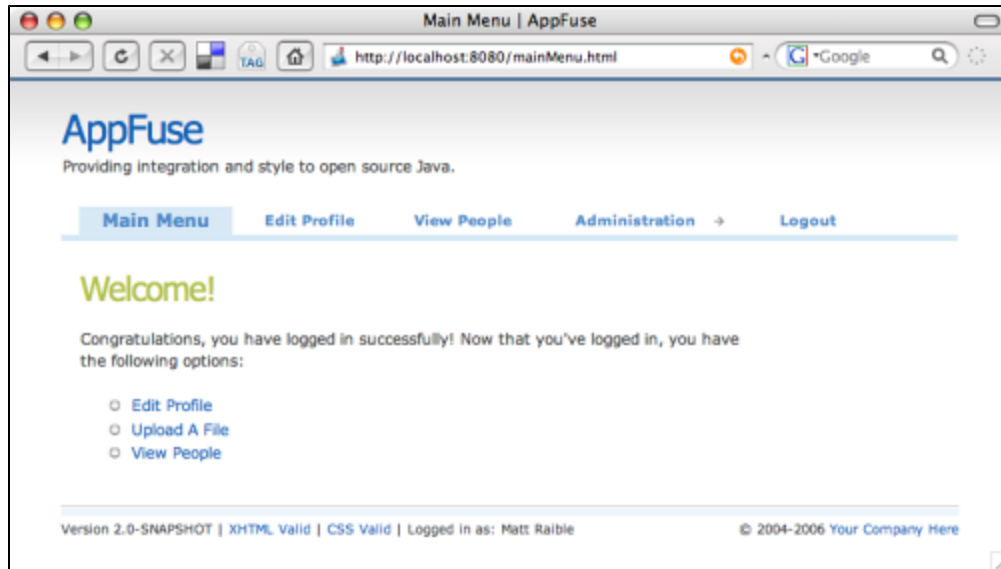 Main Menu | AppFuse
TAG http://localhost:8080/mainMenu.html G Google
AppFuse
Providing integration and style to open source Java.
Main Menu Edit Profile View People Administration → Logout
Welcome!
Congratulations, you have logged in successfully! Now that you've logged in, you have
the following options:
Edit Profile
Upload A File
View People
Version 2.0-SNAPSHOT | XHTML Valid | CSS Valid | Logged in as: Matt Raible © 2004-2006 Your Company Here